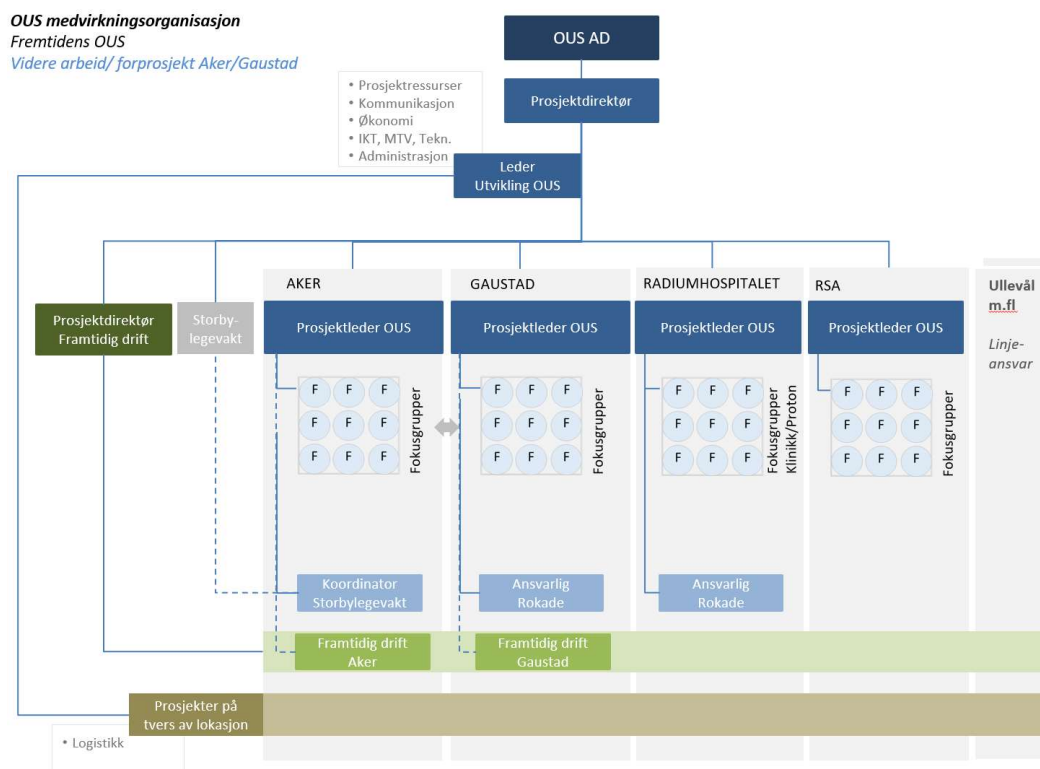 OUS medvirkningsorganisasjon
Fremtidens OUS
Videre arbeid/ forprosjekt Aker/Gaustad
OUS AD
• Prosjektressurser
• Kommunikasjon
• Økonomi
• IKT, MTV, Tekn.
• Administrasjon
Prosjektdirektør
Leder
Utvikling OUS
AKER
GAUSTAD
RADIUMHOSPITALET
RSA
Ullevål
m.fl
Linje-
ansvar
Prosjektdirektør
Framtidig drift
Storby-
legevakt
Prosjektleder OUS
Prosjektleder OUS
Prosjektleder OUS
Prosjektleder OUS
F F F
F F F
F F F
Fokusgrupper
F F F
F F F
F F F
Fokusgrupper
F F F
F F F
F F F
Fokusgrupper
Klinikk/Proton
F F F
F F F
F F F
Fokusgrupper
Koordinator
Storbylegevakt
Ansvarlig
Rokade
Ansvarlig
Rokade
Framtidig drift
Aker
Framtidig drift
Gaustad
Prosjekter på
tvers av lokasjon
• Logistikk